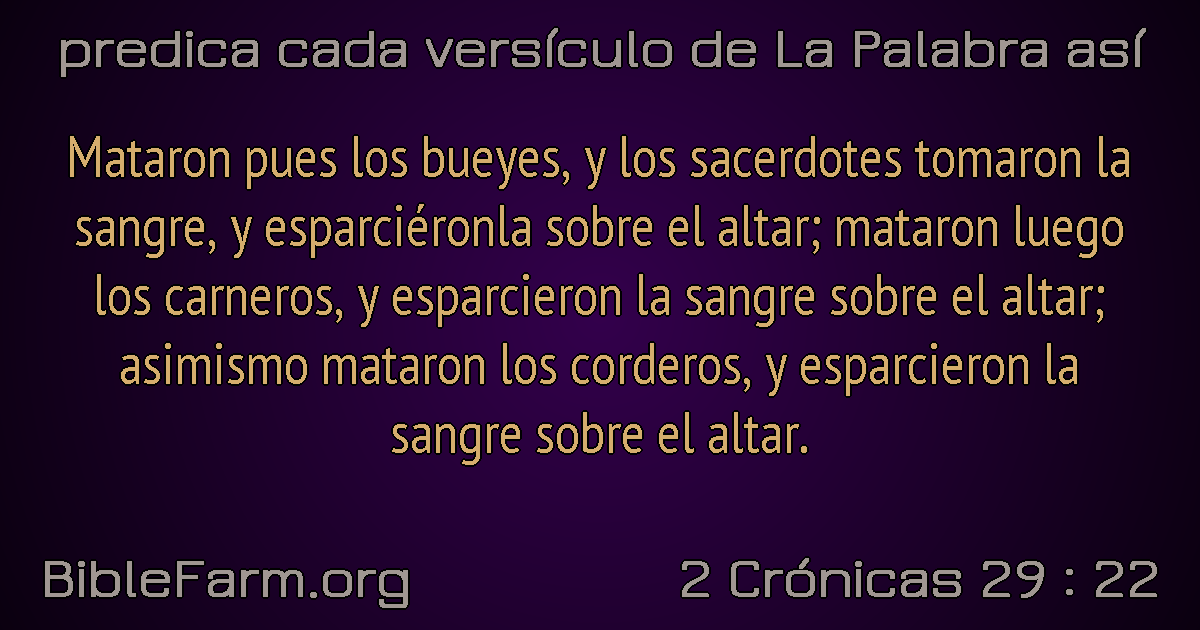 predica cada versículo de La Palabra así
Mataron pues los bueyes, y los sacerdotes tomaron la
sangre, y esparciéronla sobre el altar; mataron luego
los carneros, y esparcieron la sangre sobre el altar;
asimismo mataron los corderos, y esparcieron la
sangre sobre el altar.
BibleFarm.org
2 Crónicas 29 : 22